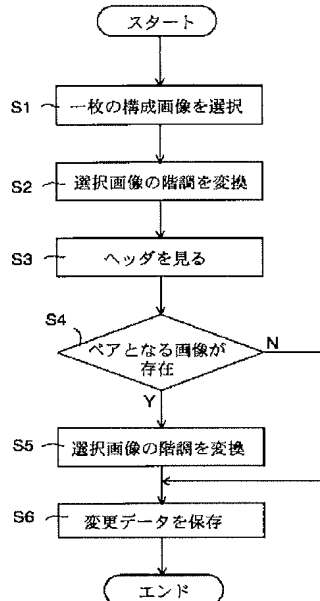 スタート
S1
一枚の構成画像を選択
S2
選択画像の階調を変換
S3
ヘッダを見る
S4
ペアとなる画像が
存在
N
Y
S5
選択画像の階調を変換
S6
変更データを保存
エンド